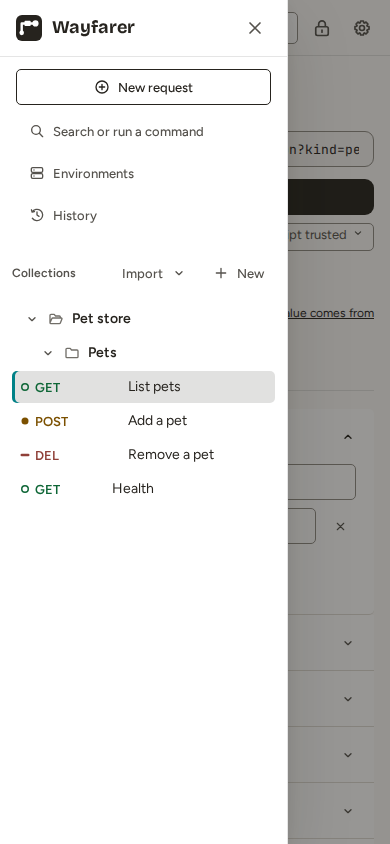 Wayfarer
New request
Search or run a command
Environments
History
Collections Import New
Pet store
Pets
GET List pets
POST Add a pet
DEL Remove a pet
GET Health
n?kind=pe
pt trusted
alue comes from